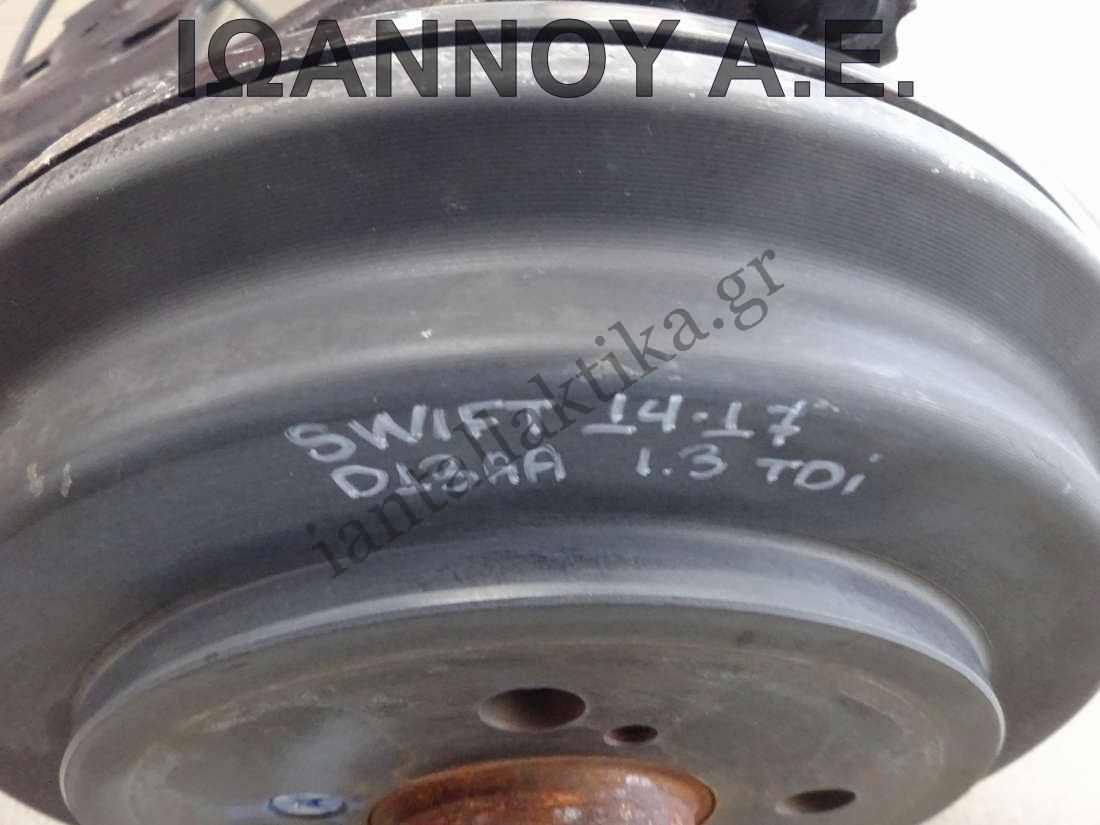 ΙΩΑΝΝΟΥ Α.Ε.
iantallaktika.gr
SWIFT 14-17
D13AA 1.3 TDi